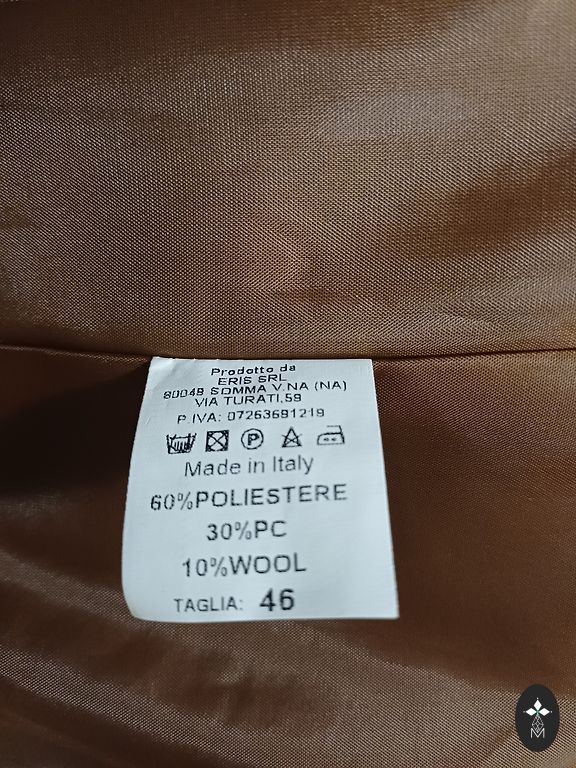 Prodotto da
ERIS SRL
80048 SOMMA V.NA (NA)
VIA TURATI,59
P.IVA: 07263691219
P
Made in Italy
60%POLIESTERE
30%PC
10%WOOL
TAGLIA: 46
M